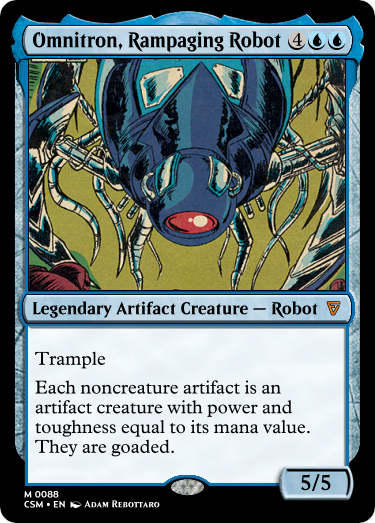 Omnitron, Rampaging Robot 4
Legendary Artifact Creature — Robot
Trample
Each noncreature artifact is an
artifact creature with power and
toughness equal to its mana value.
They are goaded.
5/5
M 0088
CSM • EN Adam Rebottaro